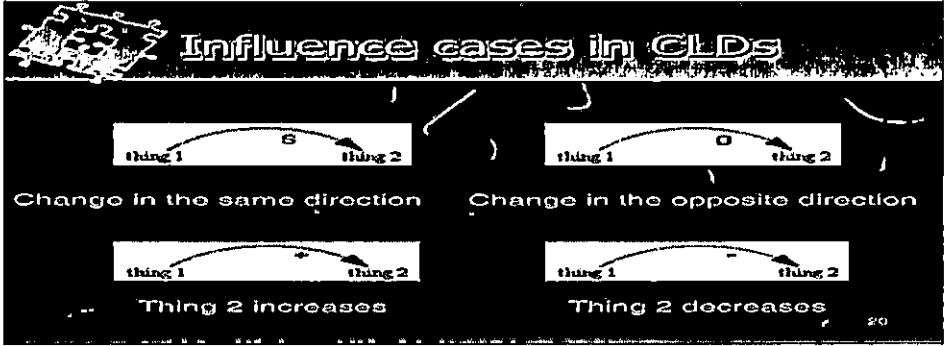 Influence cases in CLDs
S
thing 1 thing 2
O
thing 1 thing 2
Change in the same direction
Change in the opposite direction
+
thing 1 thing 2
-
thing 1 thing 2
Thing 2 increases
Thing 2 decreases
20